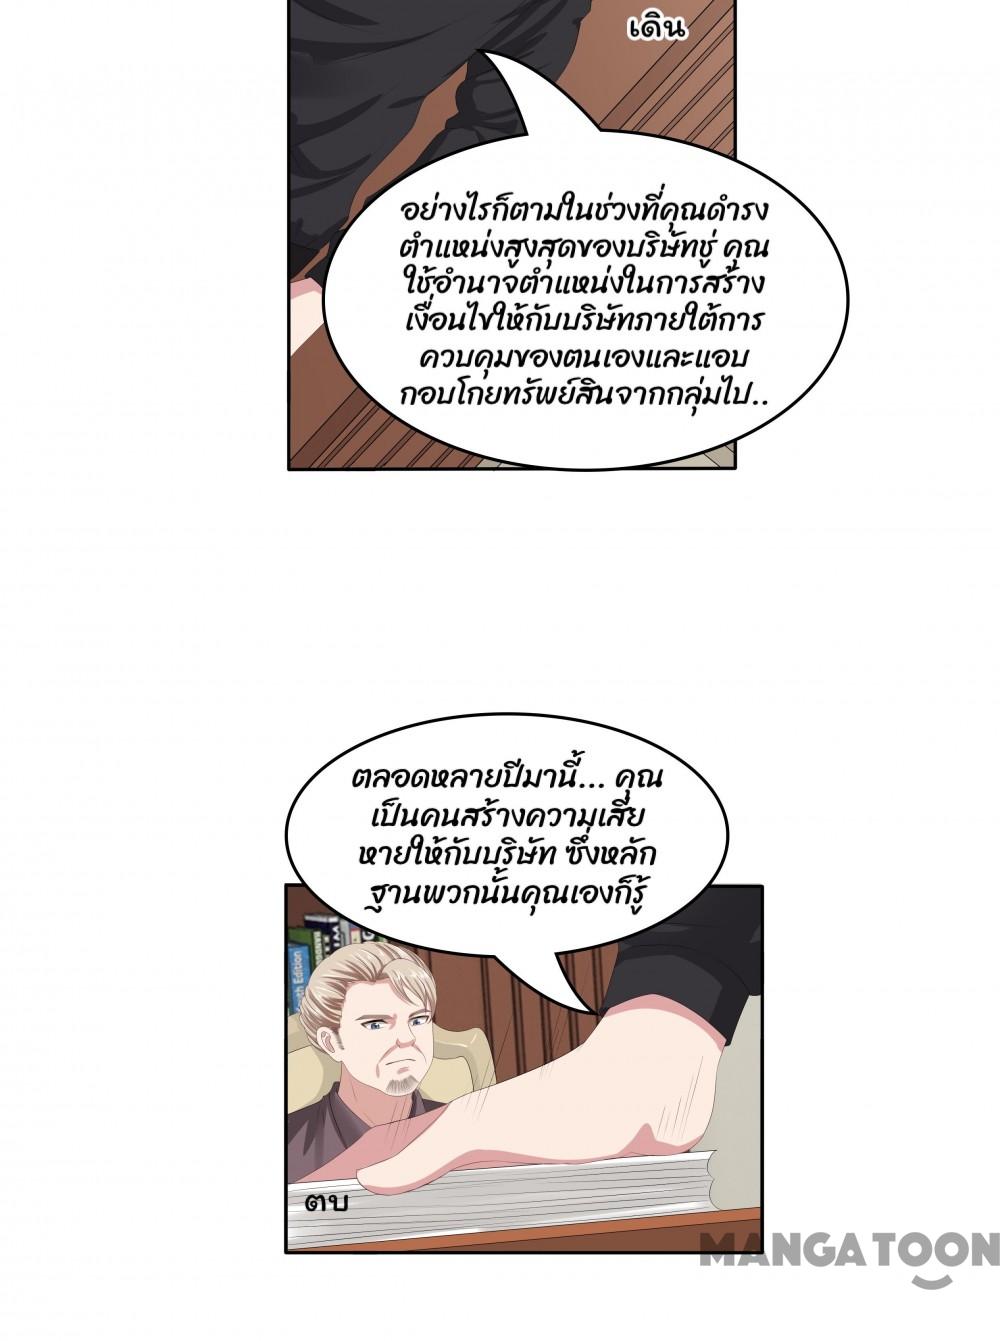 เดิน
อย่างไรก็ตามในช่วงที่คุณดำรง
ตำแหน่งสูงสุดของบริษัทชู่ คุณ
ใช้อำนาจตำแหน่งในการสร้าง
เงื่อนไขให้กับบริษัทภายใต้การ
ควบคุมของตนเองและแอบ
กอบโกยทรัพย์สินจากกลุ่มไป..
ตลอดหลายปีมานี้... คุณ
เป็นคนสร้างความเสีย
หายให้กับบริษัท ซึ่งหลัก
ฐานพวกนั้นคุณเองก็รู้
Edition
ตบ
MANGATOON